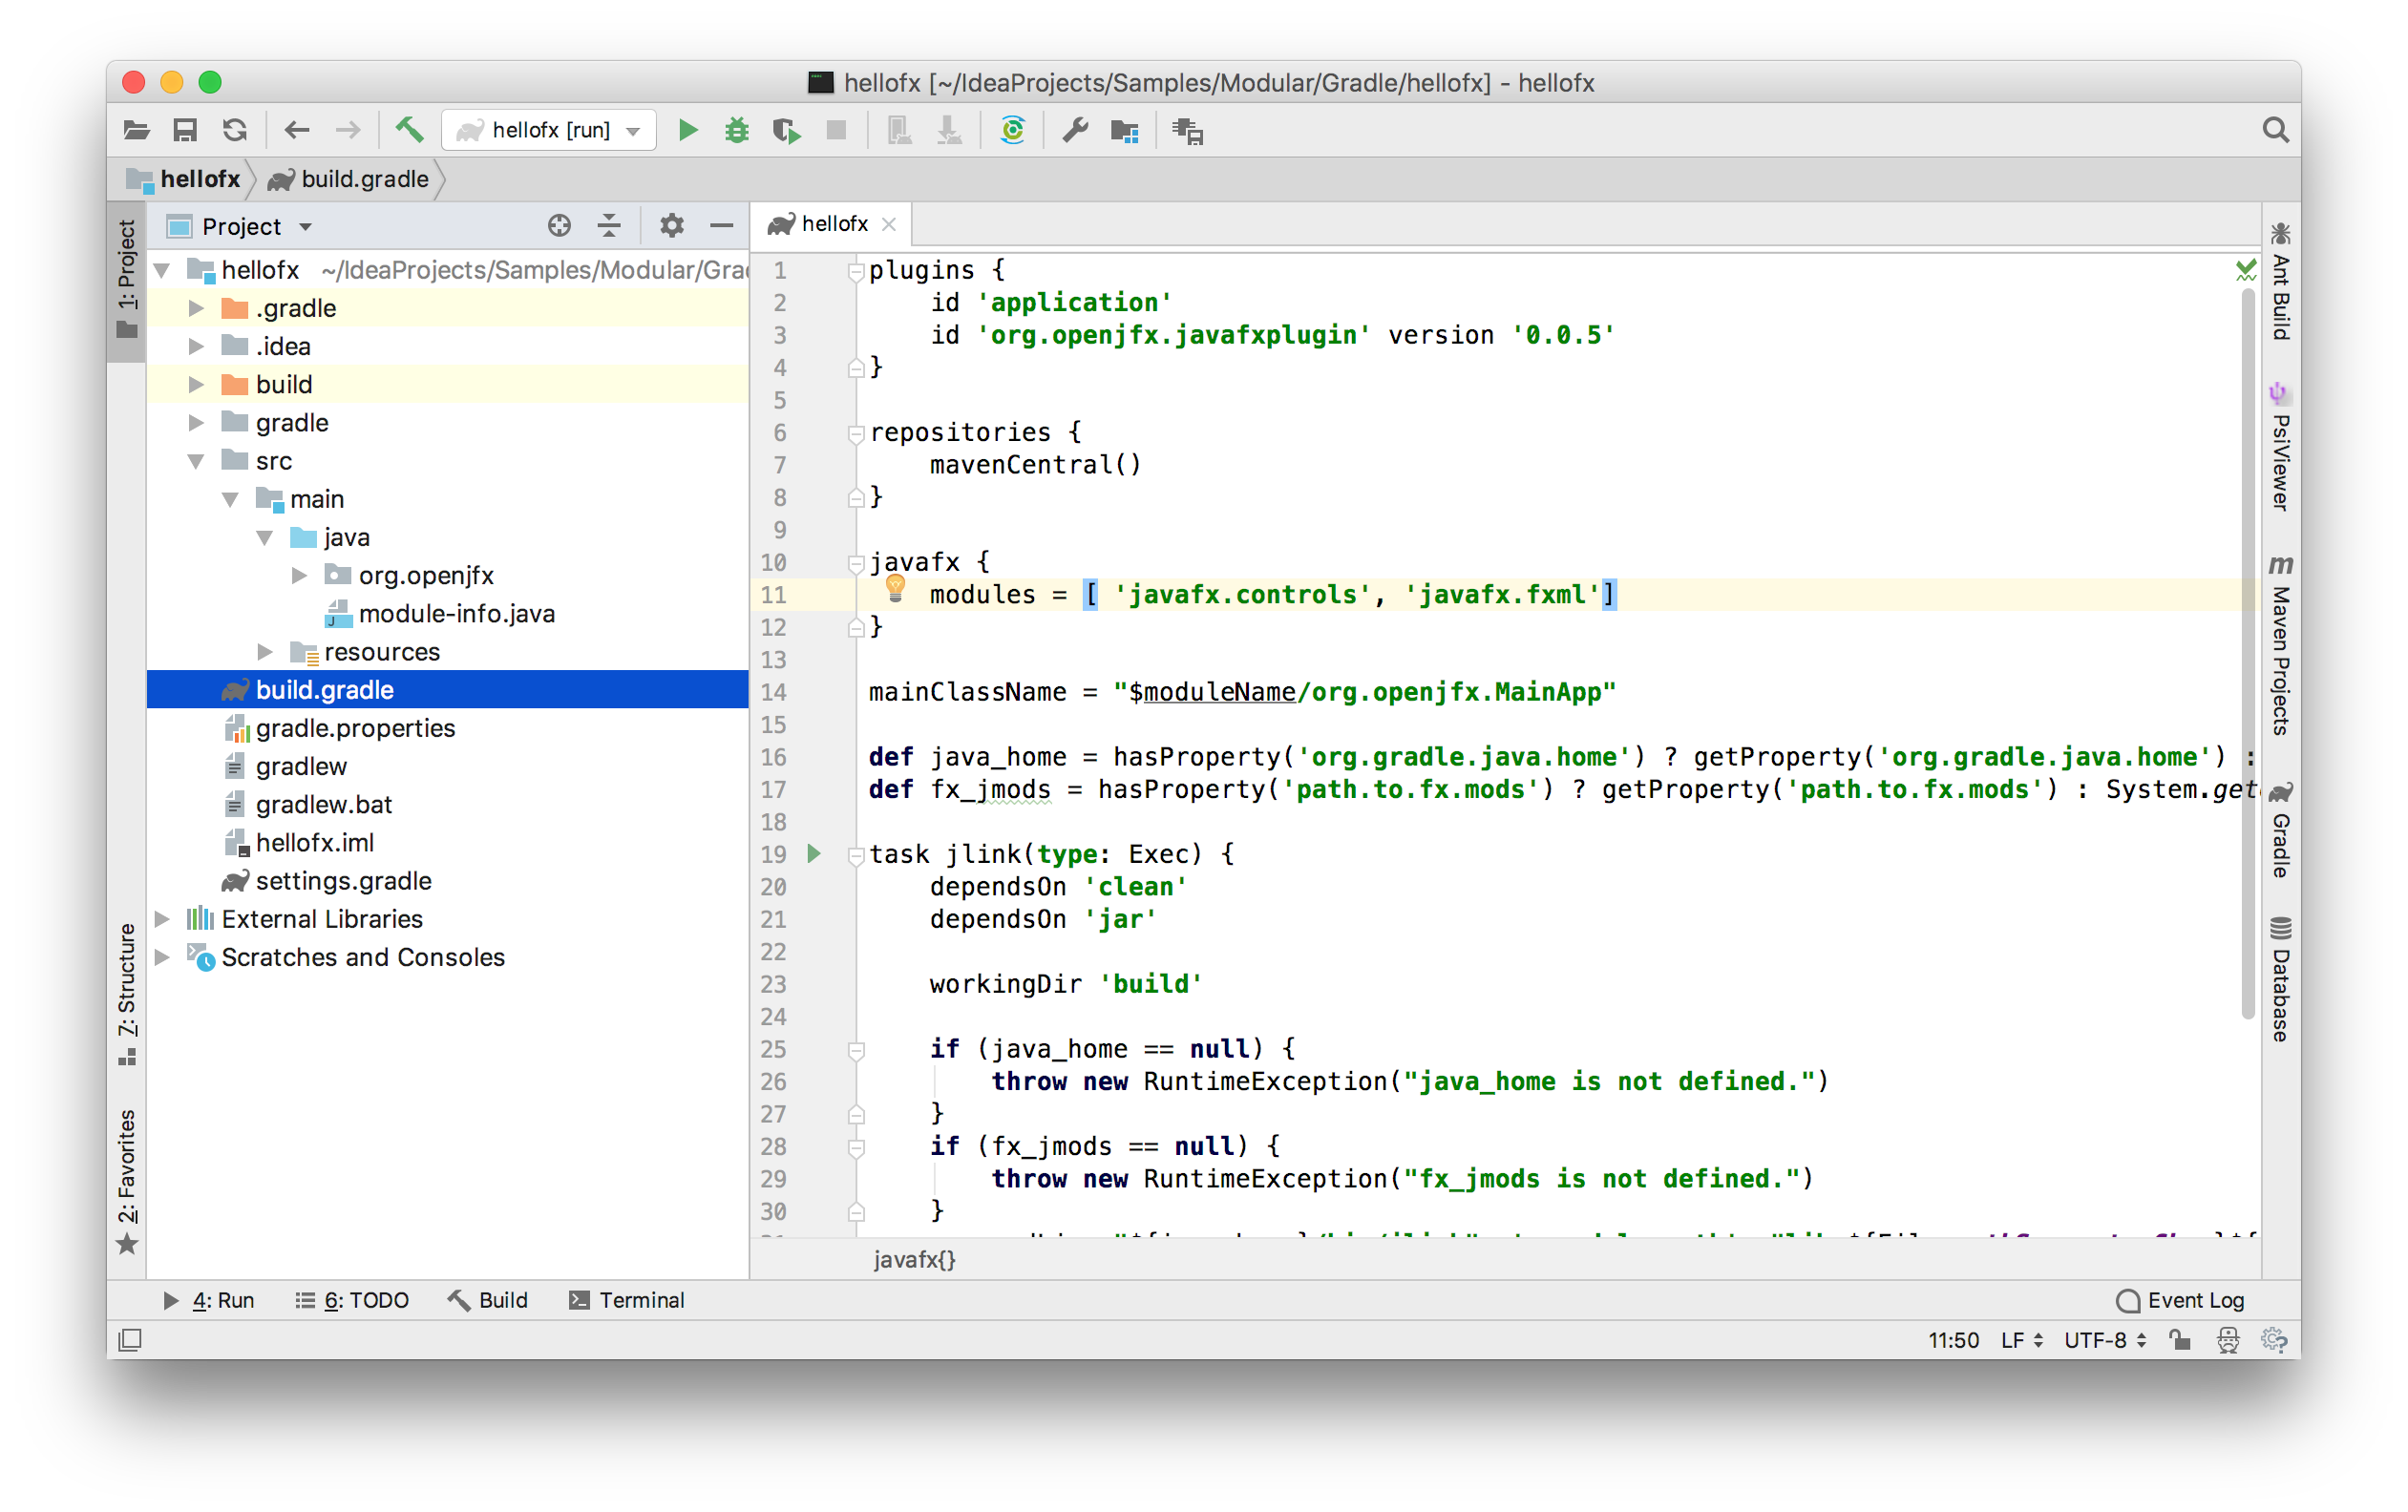 hellofx [~/IdeaProjects/Samples/Modular/Gradle/hellofx] - hellofx
hellofx [run]
hellofx
build.gradle
1: Project
7: Structure
2: Favorites
Project
hellofx ~/IdeaProjects/Samples/Modular/Grad
.gradle
.idea
build
gradle
src
main
java
org.openjfx
module-info.java
resources
build.gradle
gradle.properties
gradlew
gradlew.bat
hellofx.iml
settings.gradle
External Libraries
Scratches and Consoles
hellofx
1 plugins {
2 id 'application'
3 id 'org.openjfx.javafxplugin' version '0.0.5'
4 }
5
6 repositories {
7 mavenCentral()
8 }
9
10 javafx {
11 modules = [ 'javafx.controls', 'javafx.fxml']
12 }
13
14 mainClassName = "$moduleName/org.openjfx.MainApp"
15
16 def java_home = hasProperty('org.gradle.java.home') ? getProperty('org.gradle.java.home') :
17 def fx_jmods = hasProperty('path.to.fx.mods') ? getProperty('path.to.fx.mods') : System.get
18
19 task jlink(type: Exec) {
20 dependsOn 'clean'
21 dependsOn 'jar'
22
23 workingDir 'build'
24
25 if (java_home == null) {
26 throw new RuntimeException("java_home is not defined.")
27 }
28 if (fx_jmods == null) {
29 throw new RuntimeException("fx_jmods is not defined.")
30 }
javafx{}
Ant Build
PsiViewer
Maven Projects
Gradle
Database
4: Run
6: TODO
Build
Terminal
Event Log
11:50 LF UTF-8